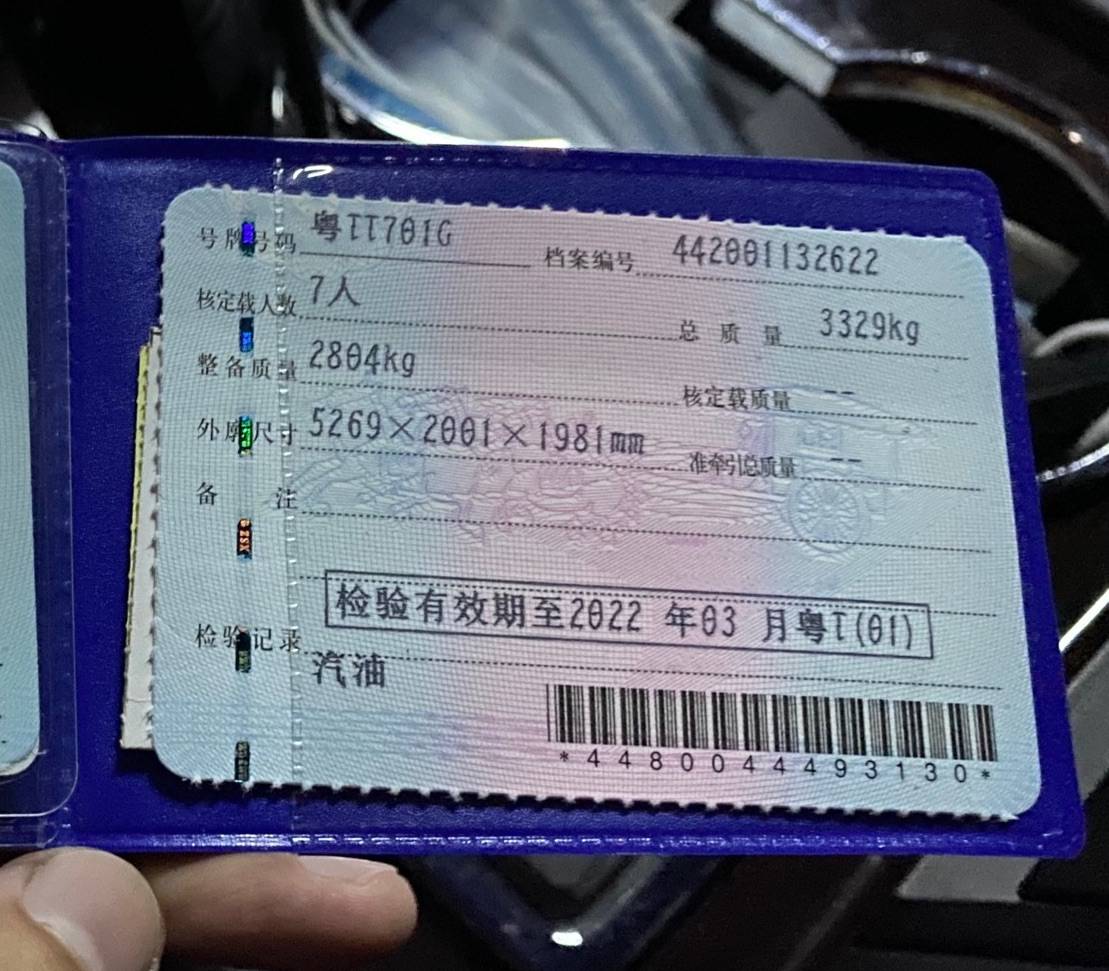 号牌号码 粤TT701G 档案编号 442001132622
核定载人数 7人 总质量 3329kg
整备质量 2804kg 核定载质量 --
外廓尺寸 5269×2001×1981mm 准牵引总质量 --
备注
检验有效期至2022年03月粤T(01)
检验记录
汽油
*4480044493130*